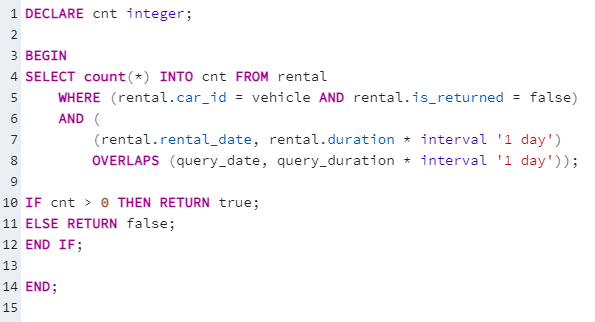 1 DECLARE cnt integer;
2
3 BEGIN
4 SELECT count(*) INTO cnt FROM rental
5     WHERE (rental.car_id = vehicle AND rental.is_returned = false)
6     AND (
7         (rental.rental_date, rental.duration * interval '1 day')
8         OVERLAPS (query_date, query_duration * interval '1 day'));
9
10 IF cnt > 0 THEN RETURN true;
11 ELSE RETURN false;
12 END IF;
13
14 END;
15